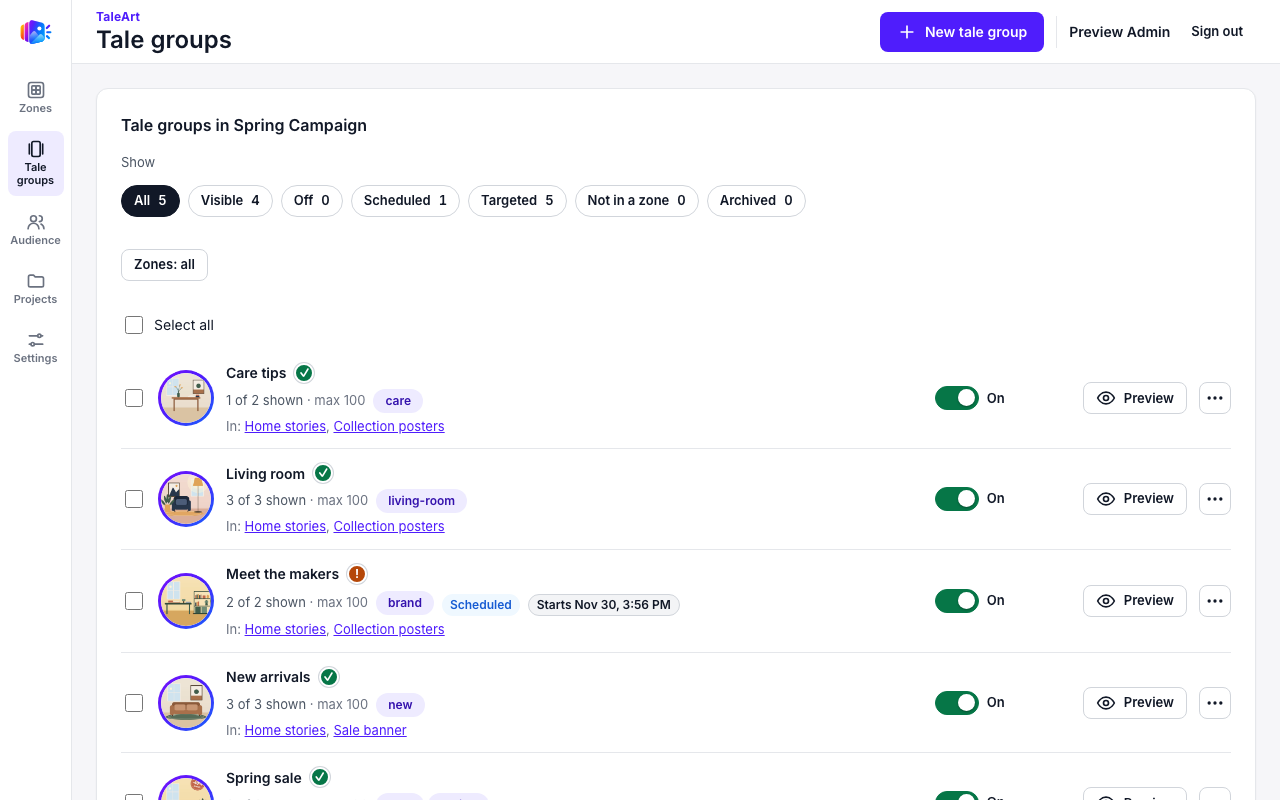 TaleArt
Tale groups
New tale group
Preview Admin
Sign out
Zones
Tale groups
Audience
Projects
Settings
Tale groups in Spring Campaign
Show
All 5
Visible 4
Off 0
Scheduled 1
Targeted 5
Not in a zone 0
Archived 0
Zones: all
Select all
Care tips
1 of 2 shown · max 100 care
In: Home stories, Collection posters
On
Preview
Living room
3 of 3 shown · max 100 living-room
In: Home stories, Collection posters
On
Preview
Meet the makers
2 of 2 shown · max 100 brand Scheduled Starts Nov 30, 3:56 PM
In: Home stories, Collection posters
On
Preview
New arrivals
3 of 3 shown · max 100 new
In: Home stories, Sale banner
On
Preview
Spring sale